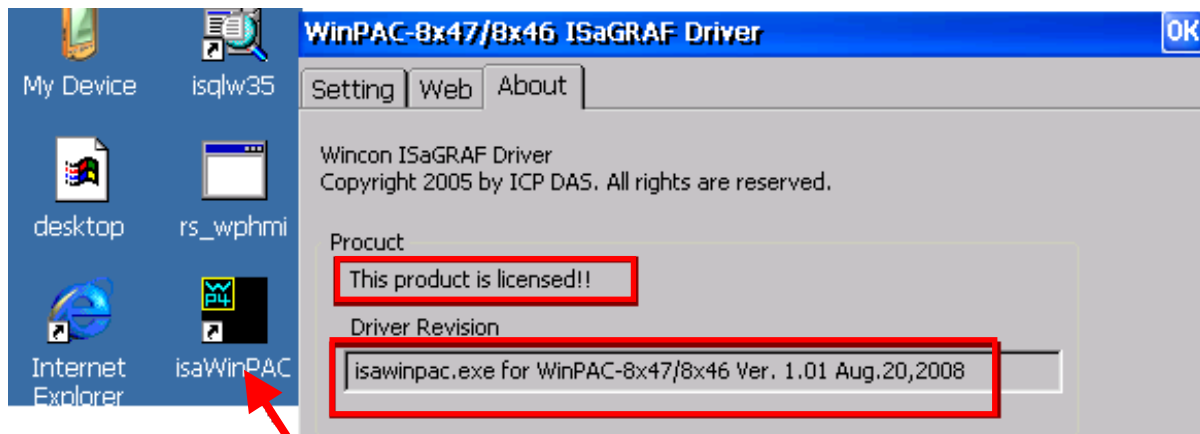 My Device
isqlw35
desktop
rs_wphmi
Internet
Explorer
P4
isaWinPAC
WinPAC-8x47/8x46 ISaGRAF Driver
OK
Setting
Web
About
Wincon ISaGRAF Driver
Copyright 2005 by ICP DAS. All rights are reserved.
Procuct
This product is licensed!!
Driver Revision
isawinpac.exe for WinPAC-8x47/8x46 Ver. 1.01 Aug.20,2008